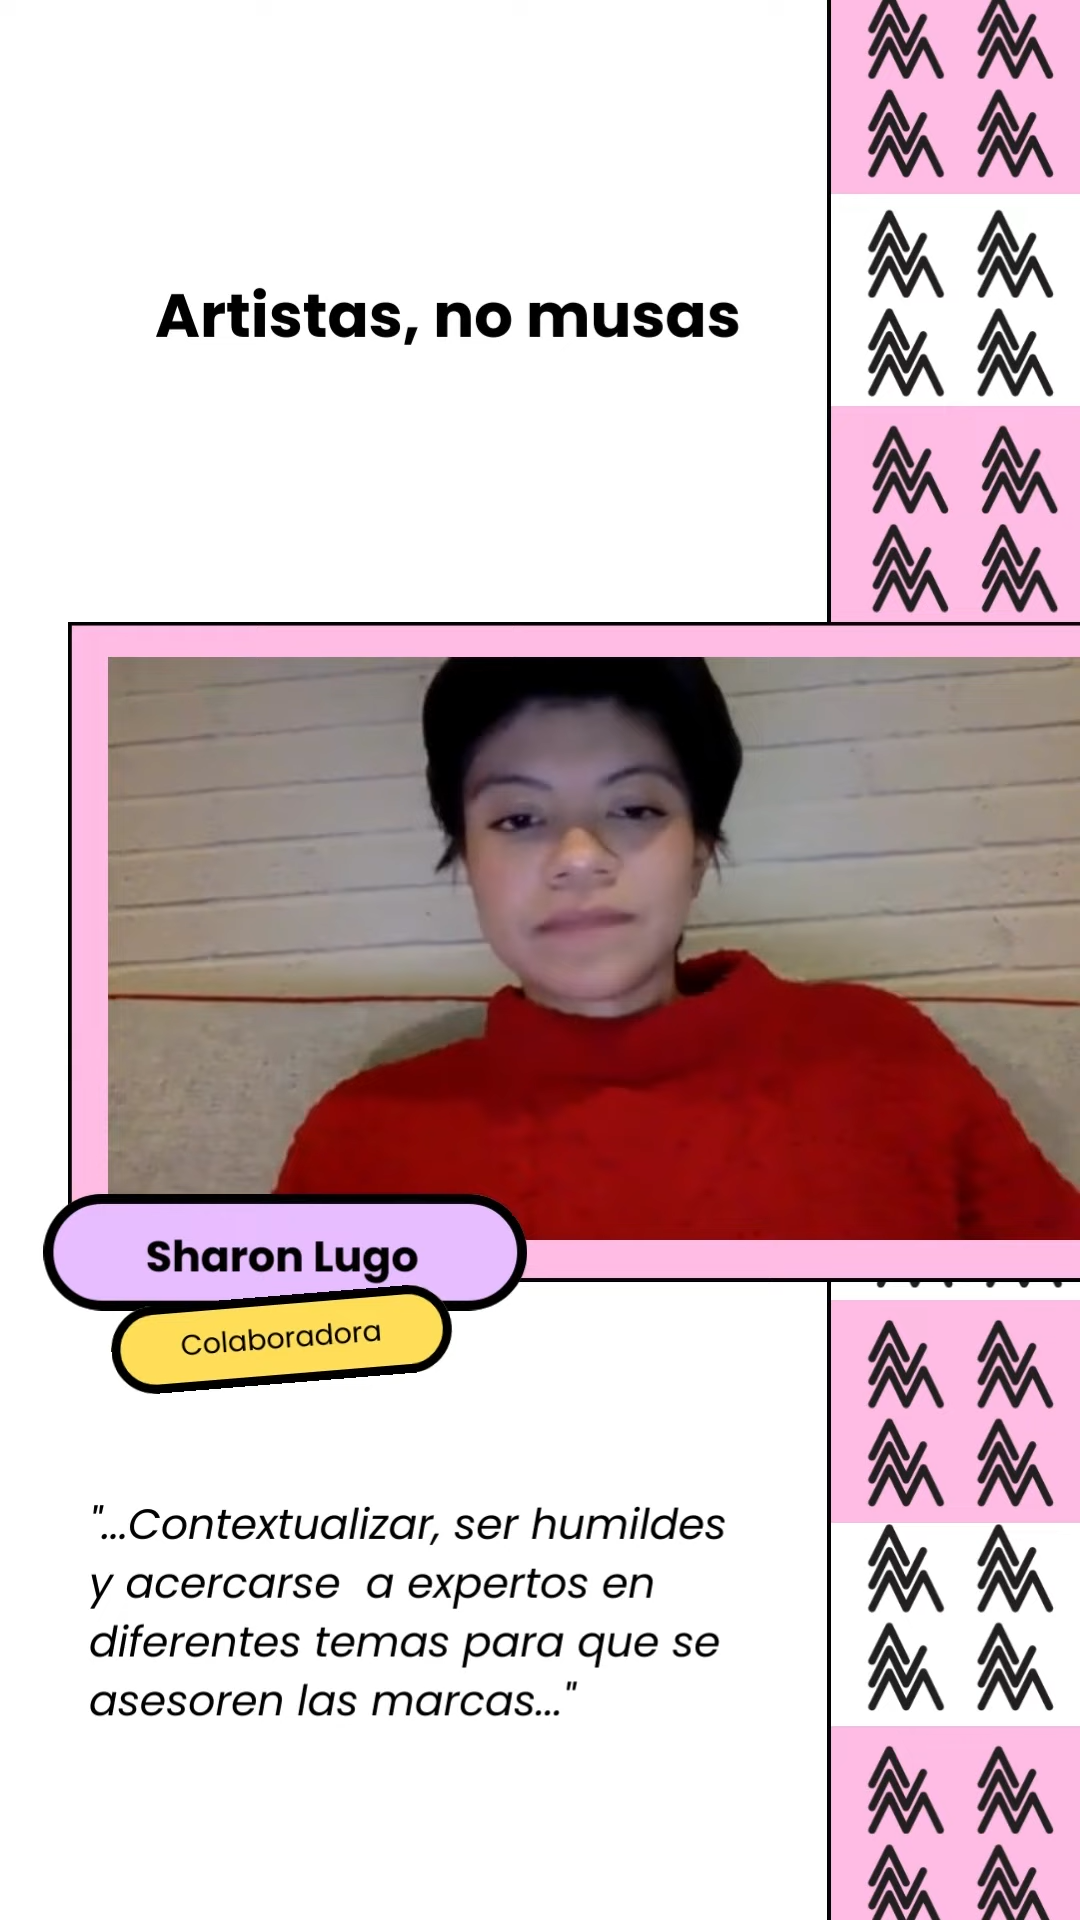 Artistas, no musas
Sharon Lugo
Colaboradora
"...Contextualizar, ser humildes
y acercarse  a expertos en
diferentes temas para que se
asesoren las marcas..."